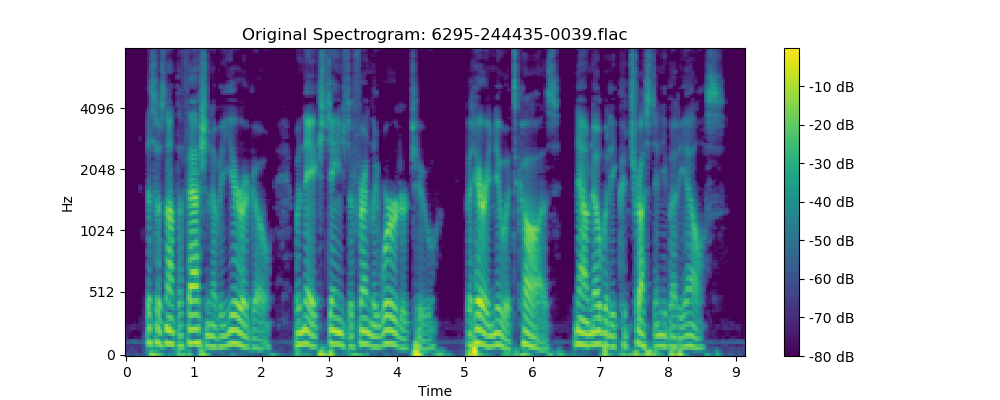 Original Spectrogram: 6295-244435-0039.flac
Hz
4096
2048
1024
512
0
0 1 2 3 4 5 6 7 8 9
Time
-10 dB
-20 dB
-30 dB
-40 dB
-50 dB
-60 dB
-70 dB
-80 dB